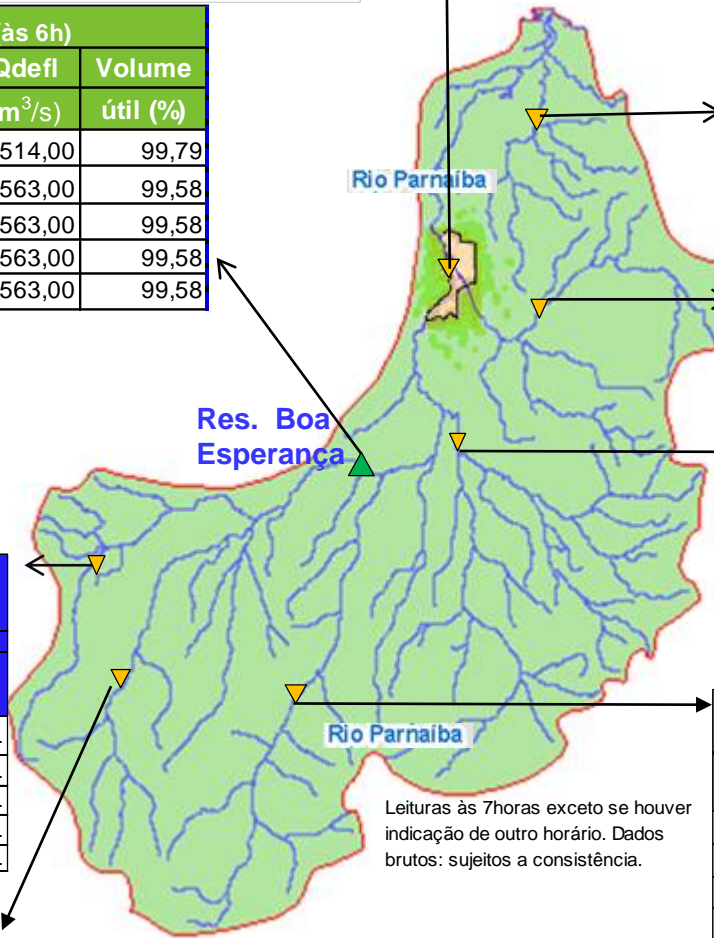 (às 6h)
Qdefl Volume
m³/s) útil (%)
514,00 99,79
563,00 99,58
563,00 99,58
563,00 99,58
563,00 99,58
Rio Parnaíba
Res. Boa
Esperança
Rio Parnaíba
Leituras às 7horas exceto se houver
indicação de outro horário. Dados
brutos: sujeitos a consistência.